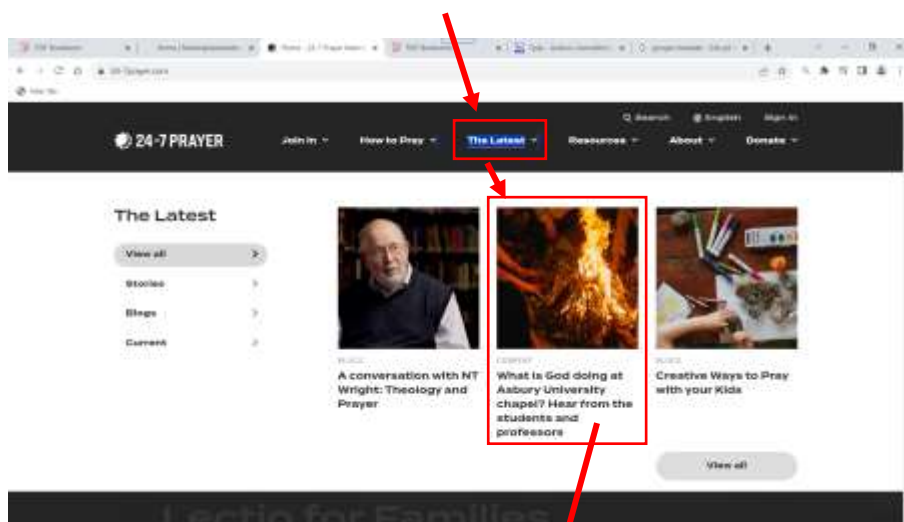 Search English Sign in
24-7 PRAYER Join in How to Pray The Latest Resources About Donate
The Latest
View all
Stories
Blogs
Current
BLOGS
A conversation with NT
Wright: Theology and
Prayer
CURRENT
What is God doing at
Asbury University
chapel? Hear from the
students and
professors
BLOGS
Creative Ways to Pray
with your Kids
View all
Lectio for Families